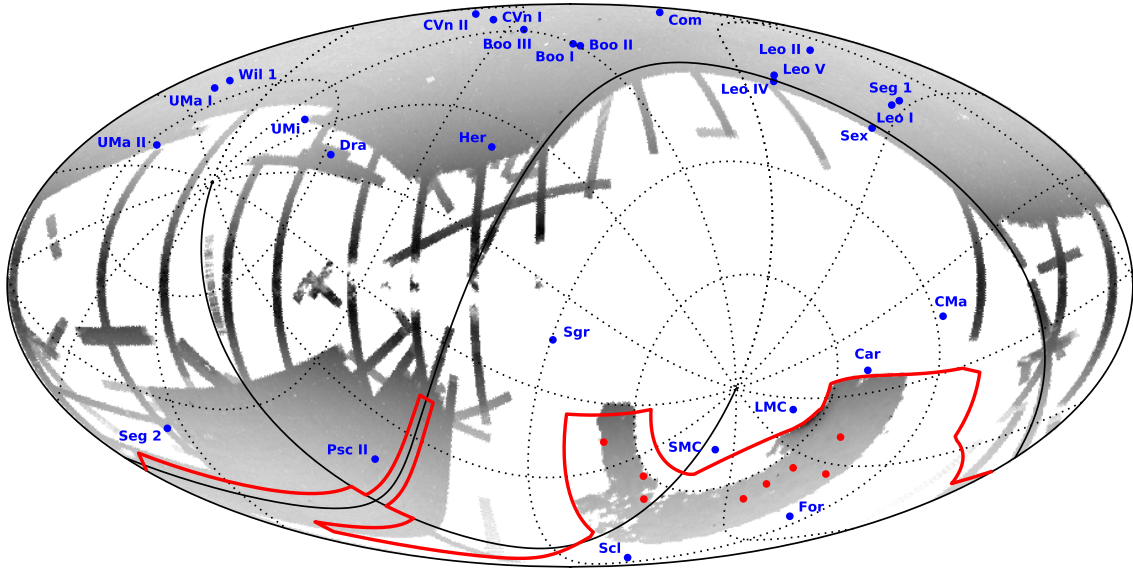 CVn II
CVn I
Com
Boo III
Boo I
Boo II
Leo II
Leo V
Leo IV
Wil 1
UMa I
Seg 1
Leo I
Sex
UMi
UMa II
Dra
Her
CMa
Sgr
Car
LMC
Seg 2
Psc II
SMC
For
Scl